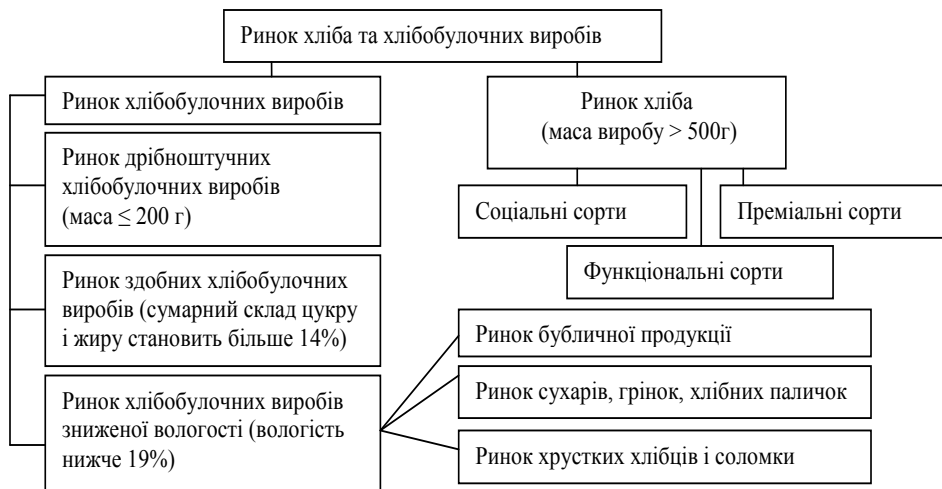 Ринок хліба та хлібобулочних виробів
Ринок хлібобулочних виробів
Ринок дрібноштучних
хлібобулочних виробів
(маса ≤ 200 г)
Ринок здобних хлібобулочних
виробів (сумарний склад цукру
і жиру становить більше 14%)
Ринок хлібобулочних виробів
зниженої вологості (вологість
нижче 19%)
Ринок хліба
(маса виробу > 500г)
Соціальні сорти
Преміальні сорти
Функціональні сорти
Ринок бубличної продукції
Ринок сухарів, грінок, хлібних паличок
Ринок хрустких хлібців і соломки